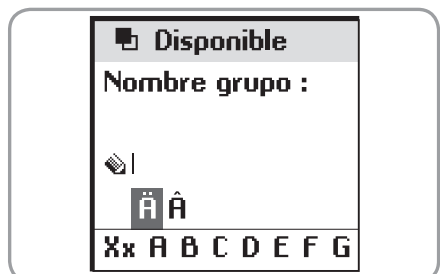 Disponible
Nombre grupo :
Ä Â
Xx A B C D E F G